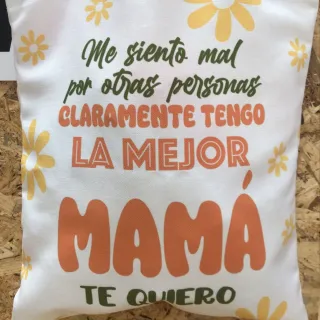 Me siento mal
por otras personas
CLARAMENTE TENGO
LA MEJOR
MAMÁ
TE QUIERO